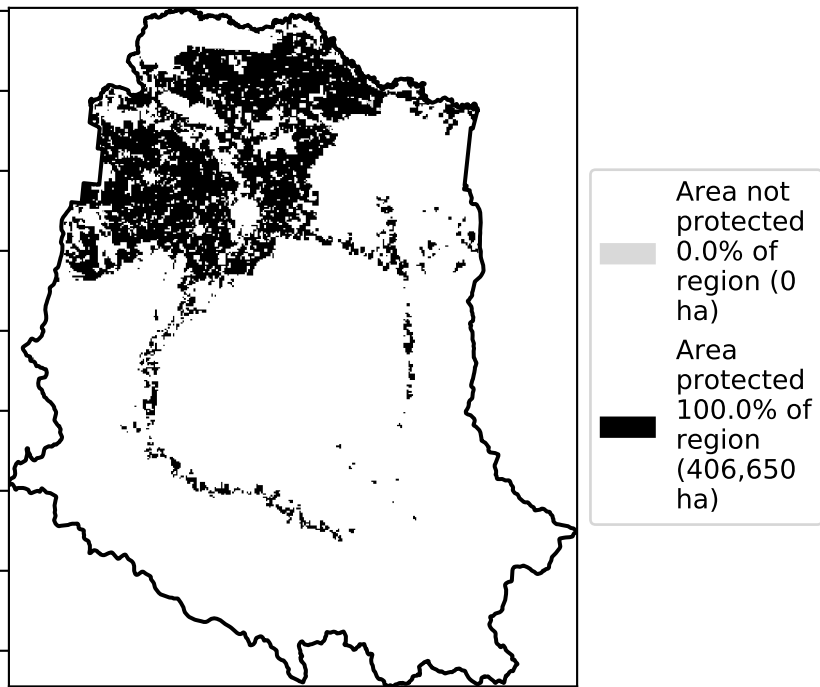 Area not
protected
0.0% of
region (0
ha)
Area
protected
100.0% of
region
(406,650
ha)